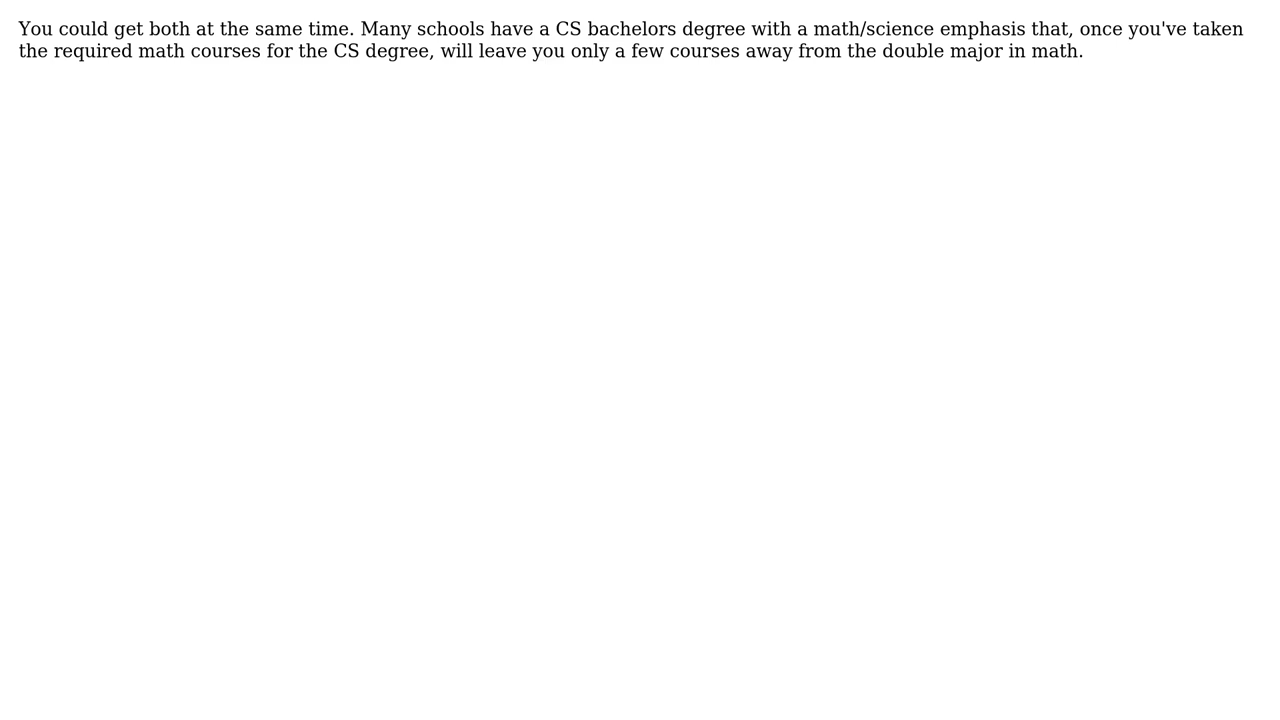 You could get both at the same time. Many schools have a CS bachelors degree with a math/science emphasis that, once you've taken
the required math courses for the CS degree, will leave you only a few courses away from the double major in math.